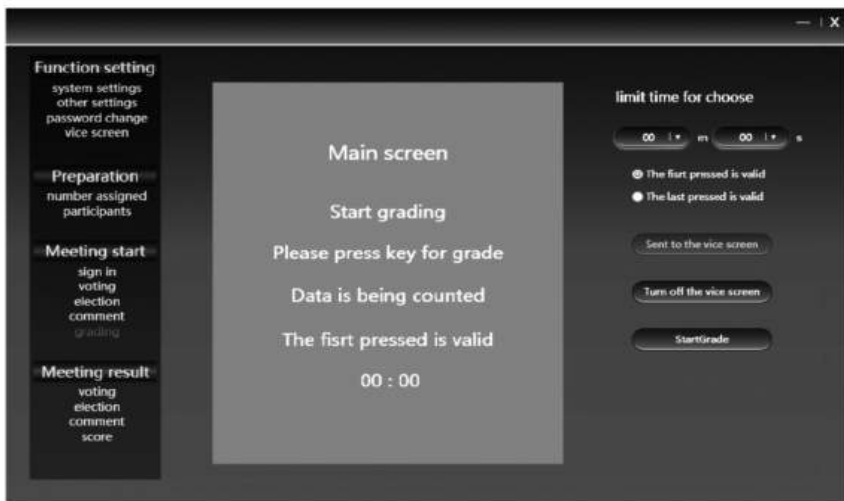 — | X
Function setting
system settings
other settings
password change
vice screen
Preparation
number assigned
participants
Meeting start
sign in
voting
election
comment
grading
Meeting result
voting
election
comment
score
Main screen
Start grading
Please press key for grade
Data is being counted
The fisrt pressed is valid
00 : 00
limit time for choose
00 m 00 s
The fisrt pressed is valid
The last pressed is valid
Sent to the vice screen
Turn off the vice screen
StartGrade